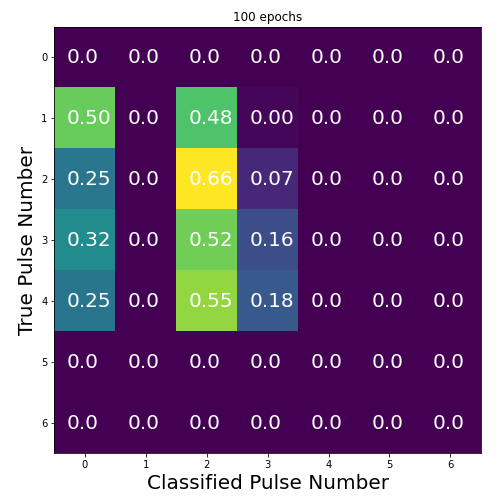 100 epochs
0 0.0 0.0 0.0 0.0 0.0 0.0 0.0
1 0.50 0.0 0.48 0.00 0.0 0.0 0.0
2 0.25 0.0 0.66 0.07 0.0 0.0 0.0
3 0.32 0.0 0.52 0.16 0.0 0.0 0.0
4 0.25 0.0 0.55 0.18 0.0 0.0 0.0
5 0.0 0.0 0.0 0.0 0.0 0.0 0.0
6 0.0 0.0 0.0 0.0 0.0 0.0 0.0
0 1 2 3 4 5 6
Classified Pulse Number
True Pulse Number